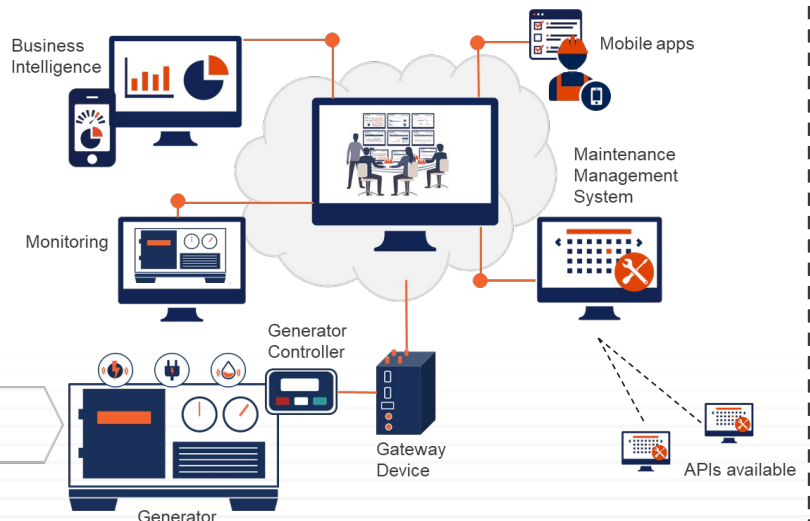 Business
Intelligence
Mobile apps
Maintenance
Management
System
Monitoring
Generator
Controller
Gateway
Device
APIs available
Generator